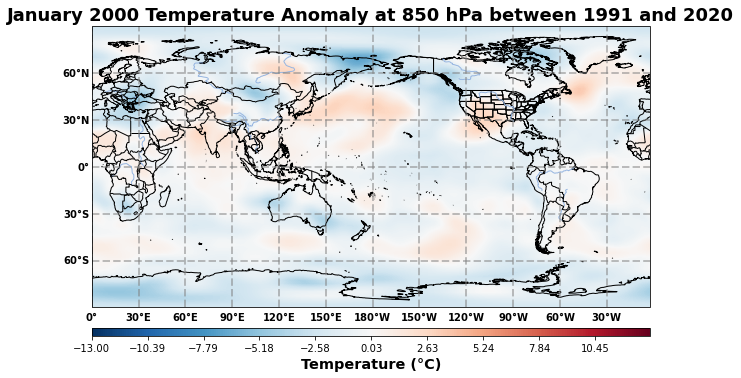 January 2000 Temperature Anomaly at 850 hPa between 1991 and 2020
60°N
30°N
0°
30°S
60°S
0° 30°E 60°E 90°E 120°E 150°E 180°W 150°W 120°W 90°W 60°W 30°W
−13.00 −10.39 −7.79 −5.18 −2.58 0.03 2.63 5.24 7.84 10.45
Temperature (°C)